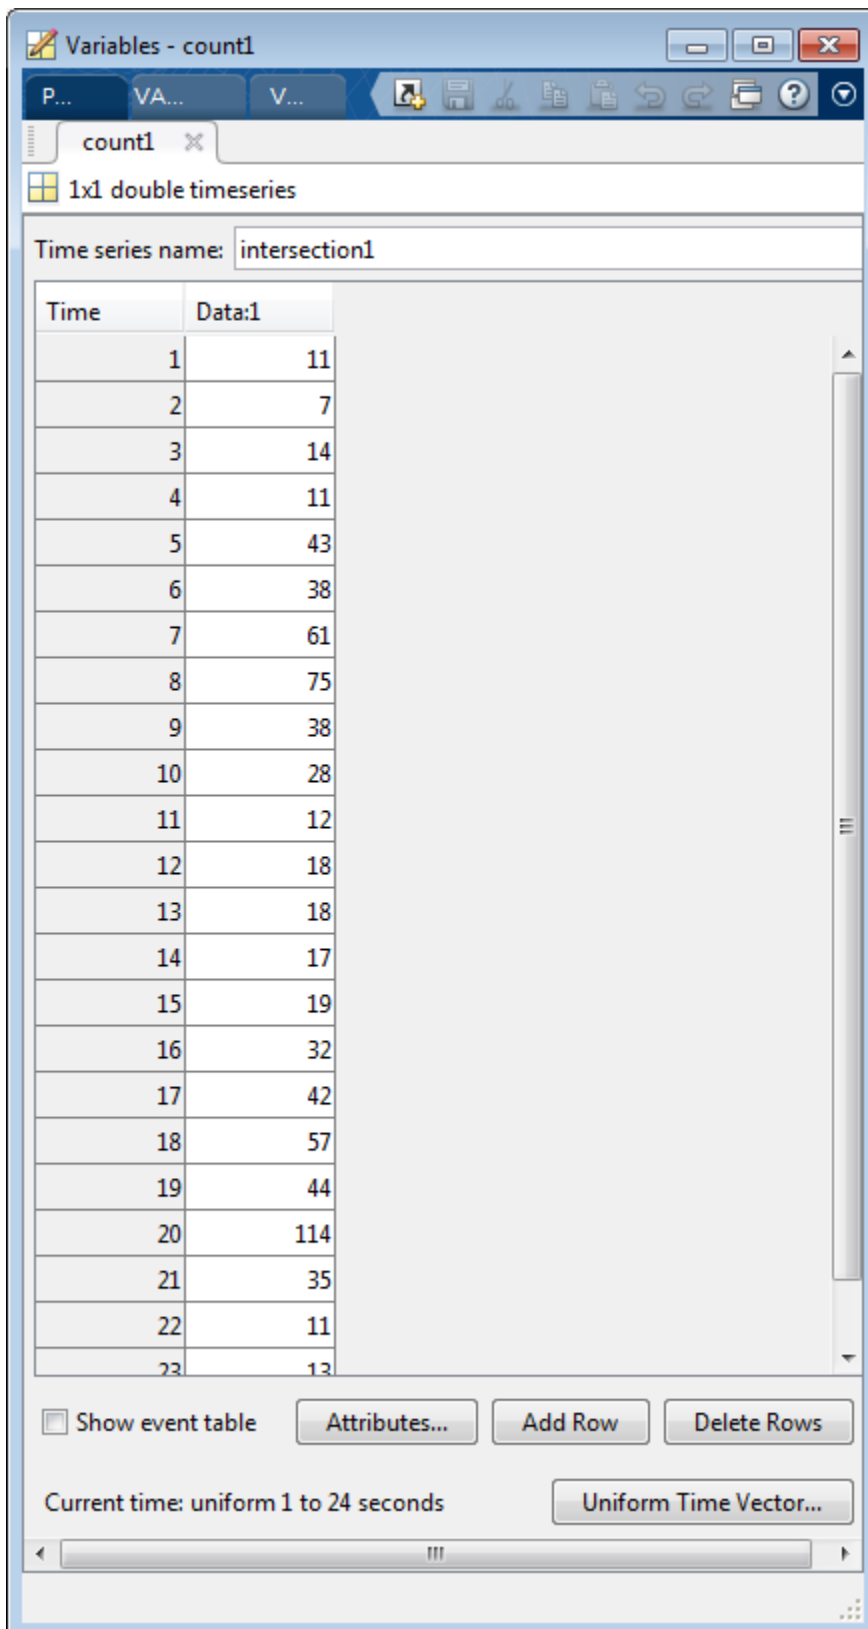 Variables - count1
P... VA... V...
count1
1x1 double timeseries
Time series name: intersection1
Time Data:1
1 11
2 7
3 14
4 11
5 43
6 38
7 61
8 75
9 38
10 28
11 12
12 18
13 18
14 17
15 19
16 32
17 42
18 57
19 44
20 114
21 35
22 11
23 13
Show event table Attributes... Add Row Delete Rows
Current time: uniform 1 to 24 seconds Uniform Time Vector...